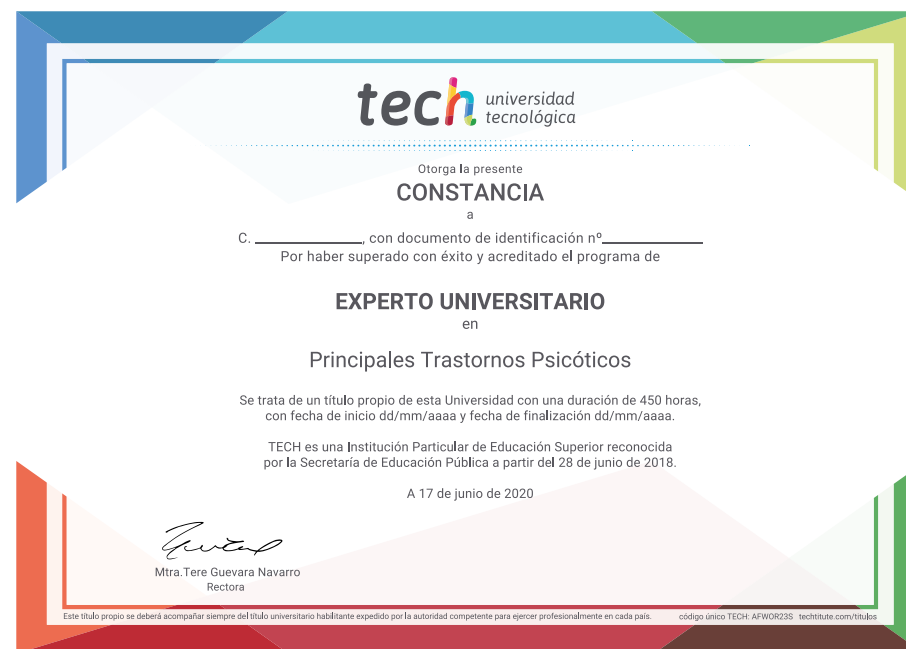 tech universidad
tecnológica
Otorga la presente
CONSTANCIA
a
C. ____________, con documento de identificación nº____________
Por haber superado con éxito y acreditado el programa de
EXPERTO UNIVERSITARIO
en
Principales Trastornos Psicóticos
Se trata de un título propio de esta Universidad con una duración de 450 horas,
con fecha de inicio dd/mm/aaaa y fecha de finalización dd/mm/aaaa.
TECH es una Institución Particular de Educación Superior reconocida
por la Secretaría de Educación Pública a partir del 28 de junio de 2018.
A 17 de junio de 2020
Mtra.Tere Guevara Navarro
Rectora
Este título propio se deberá acompañar siempre del título universitario habilitante expedido por la autoridad competente para ejercer profesionalmente en cada país. código único TECH: AFWOR23S techtitute.com/titulos